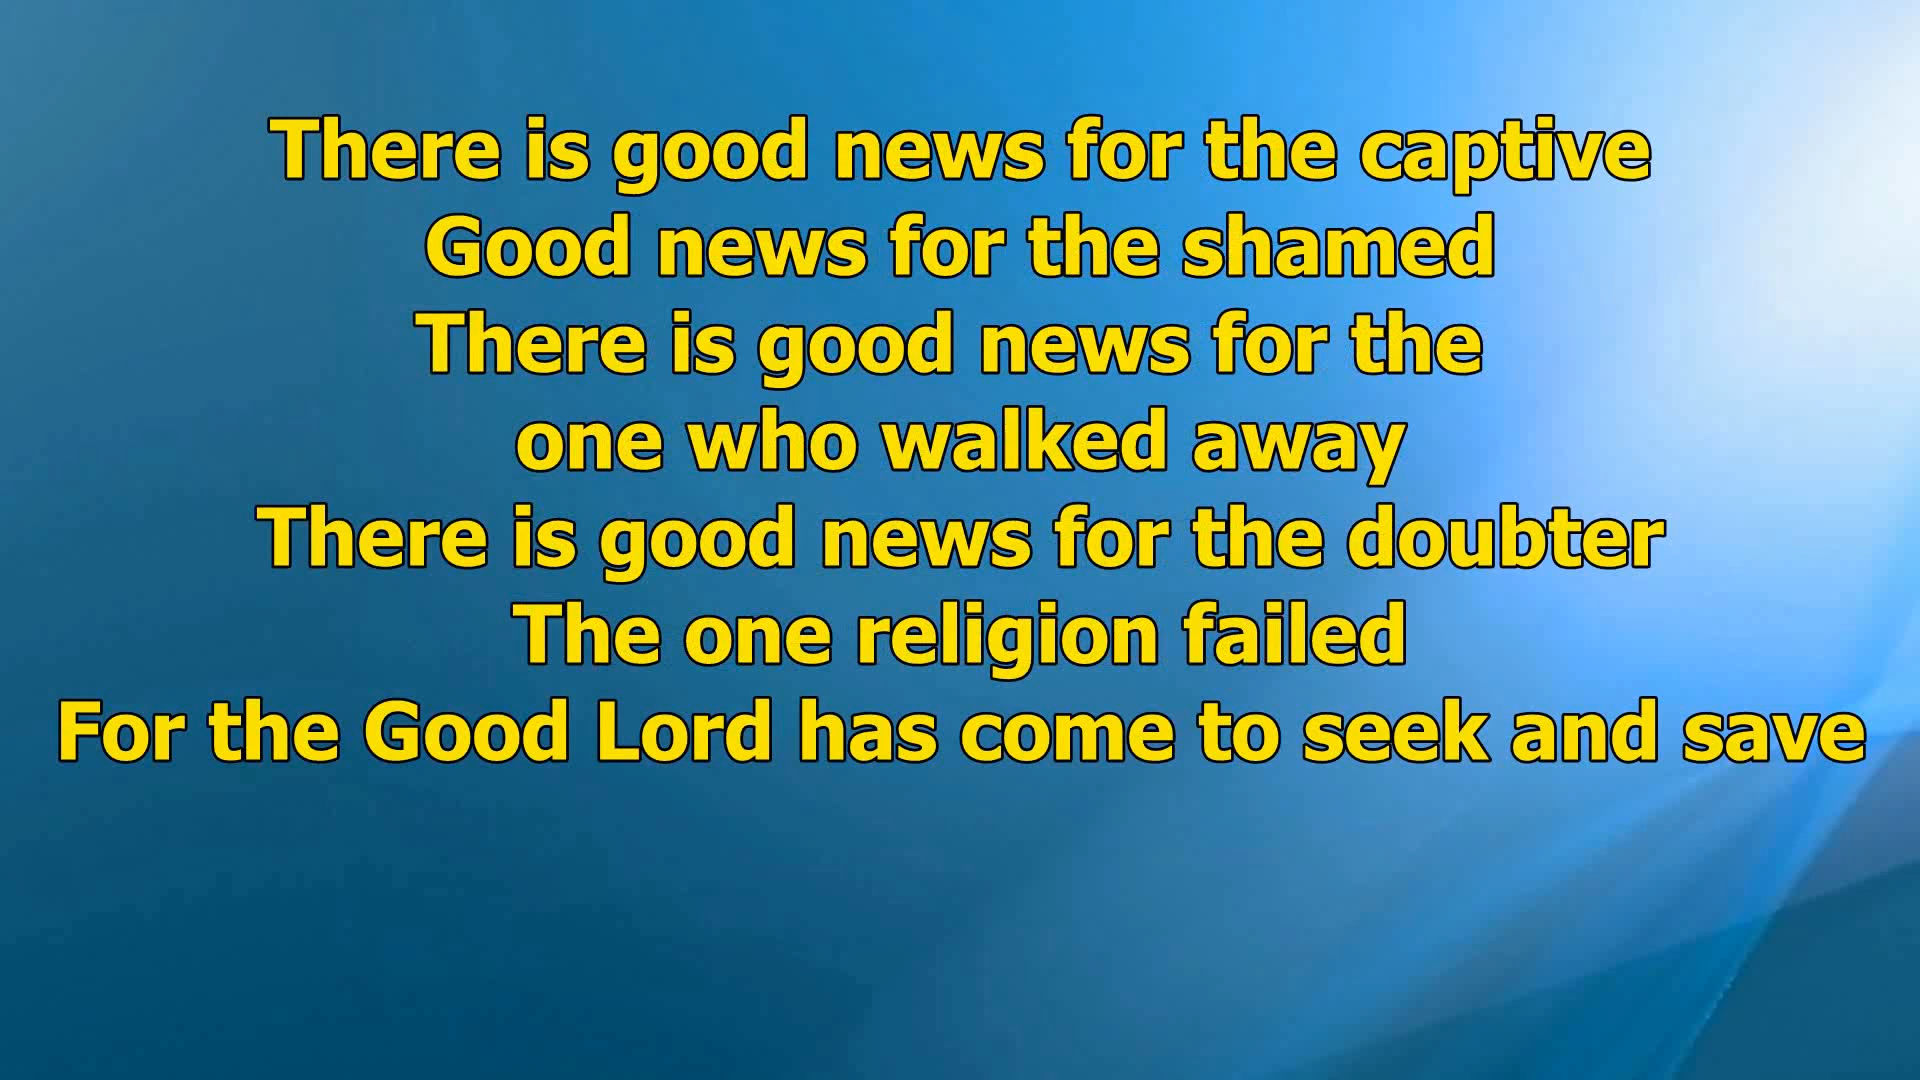 There is good news for the captive
Good news for the shamed
There is good news for the
one who walked away
There is good news for the doubter
The one religion failed
For the Good Lord has come to seek and save